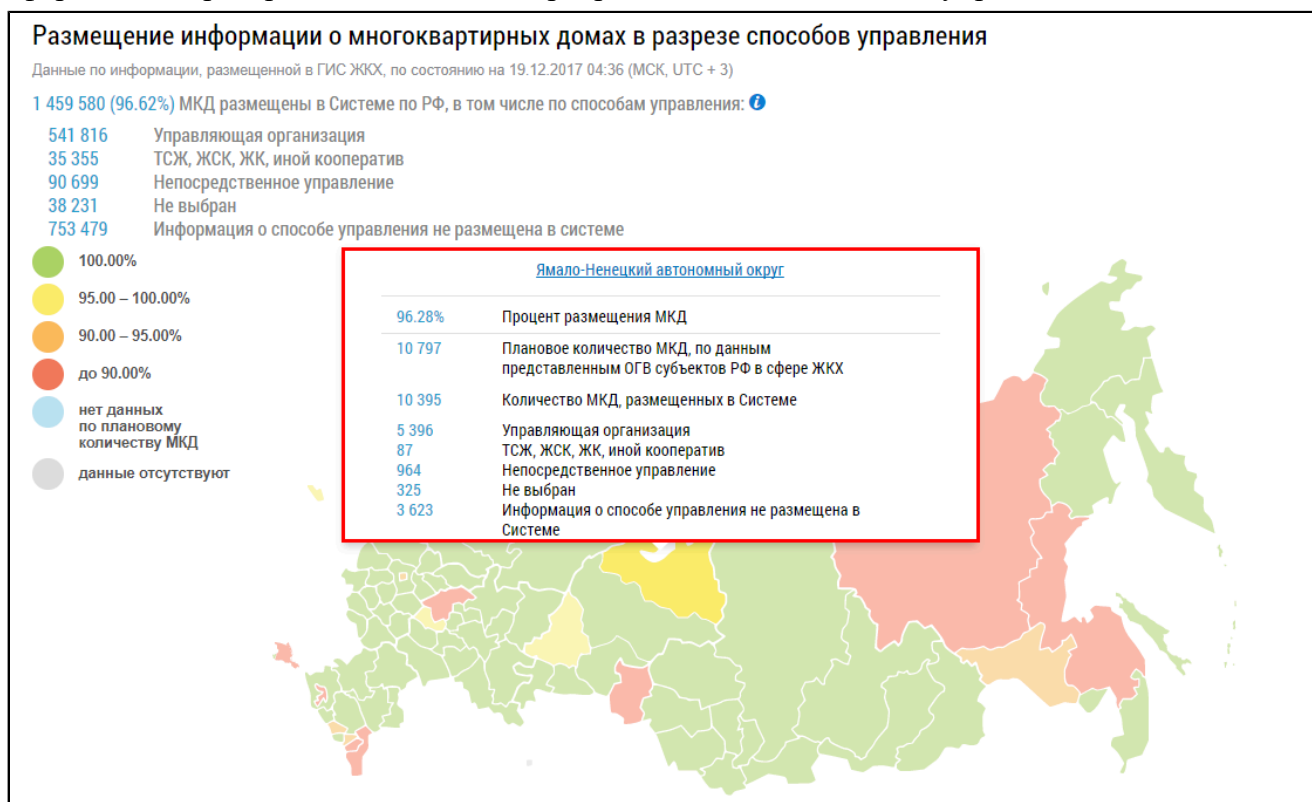 Размещение информации о многоквартирных домах в разрезе способов управления
Данные по информации, размещенной в ГИС ЖКХ, по состоянию на 19.12.2017 04:36 (МСК, UTC + 3)
1 459 580 (96.62%) МКД размещены в Системе по РФ, в том числе по способам управления:
541 816 Управляющая организация
35 355 ТСЖ, ЖСК, ЖК, иной кооператив
90 699 Непосредственное управление
38 231 Не выбран
753 479 Информация о способе управления не размещена в системе
100.00%
95.00 – 100.00%
90.00 – 95.00%
до 90.00%
нет данных
по плановому
количеству МКД
данные отсутствуют
Ямало-Ненецкий автономный округ
96.28% Процент размещения МКД
10 797 Плановое количество МКД, по данным
представленным ОГВ субъектов РФ в сфере ЖКХ
10 395 Количество МКД, размещенных в Системе
5 396 Управляющая организация
87 ТСЖ, ЖСК, ЖК, иной кооператив
964 Непосредственное управление
325 Не выбран
3 623 Информация о способе управления не размещена в
Системе